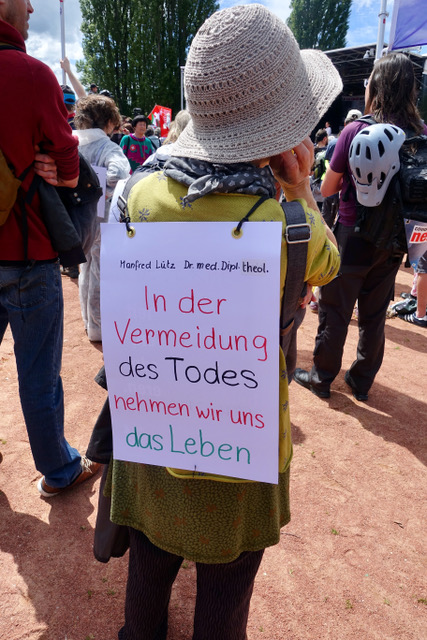 Manfred Lütz Dr. med. Dipl. theol.
In der
Vermeidung
des Todes
nehmen wir uns
das Leben